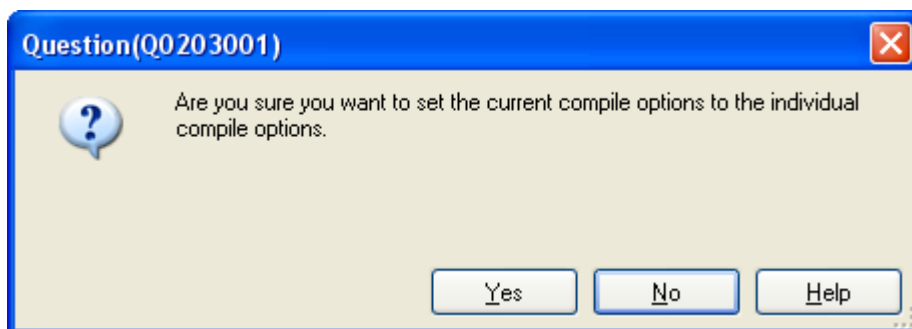 Question(Q0203001)
Are you sure you want to set the current compile options to the individual
compile options.
Yes
No
Help